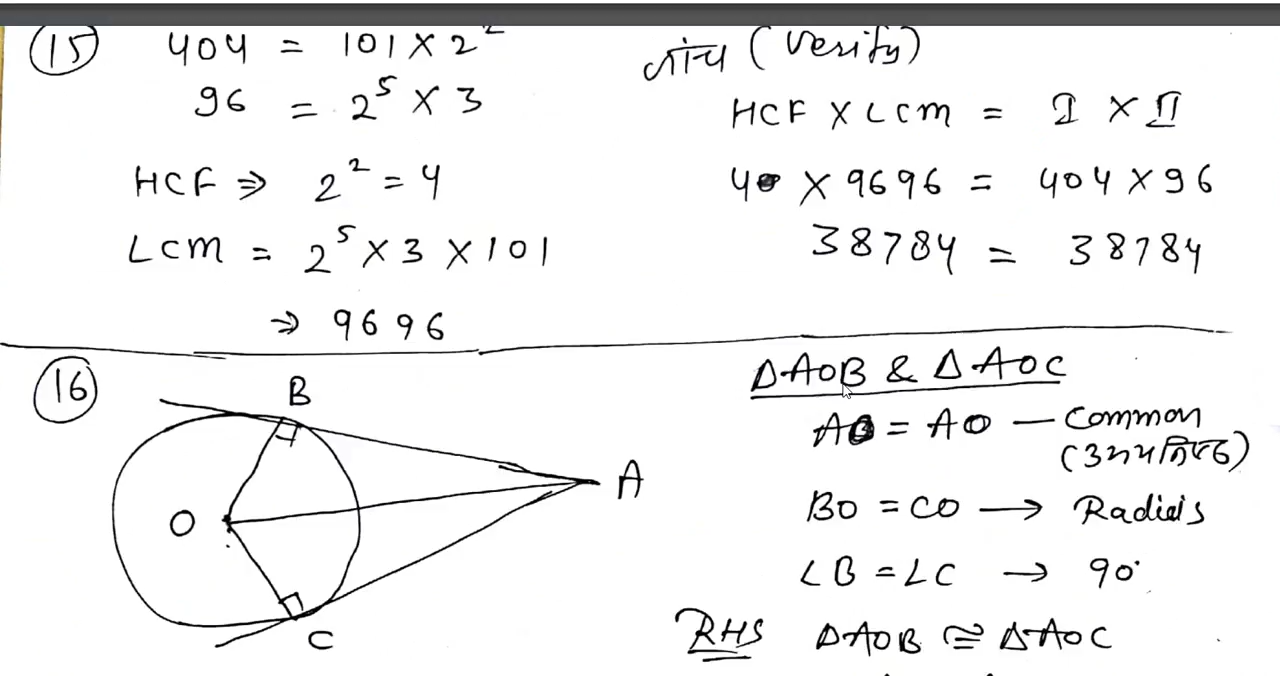 15 404 = 101 × 2²
96 = 2⁵ × 3
HCF ⇒ 2² = 4
LCM = 2⁵ × 3 × 101
⇒ 9696
जांच (Verify)
HCF × LCM = I × II
4 × 9696 = 404 × 96
38784 = 38784
16
B
A
O
C
ΔAOB & ΔAOC
AO = AO — Common
(उभयनिष्ठ)
BO = CO → Radius
∠B = ∠C → 90°
RHS ΔAOB ≅ ΔAOC